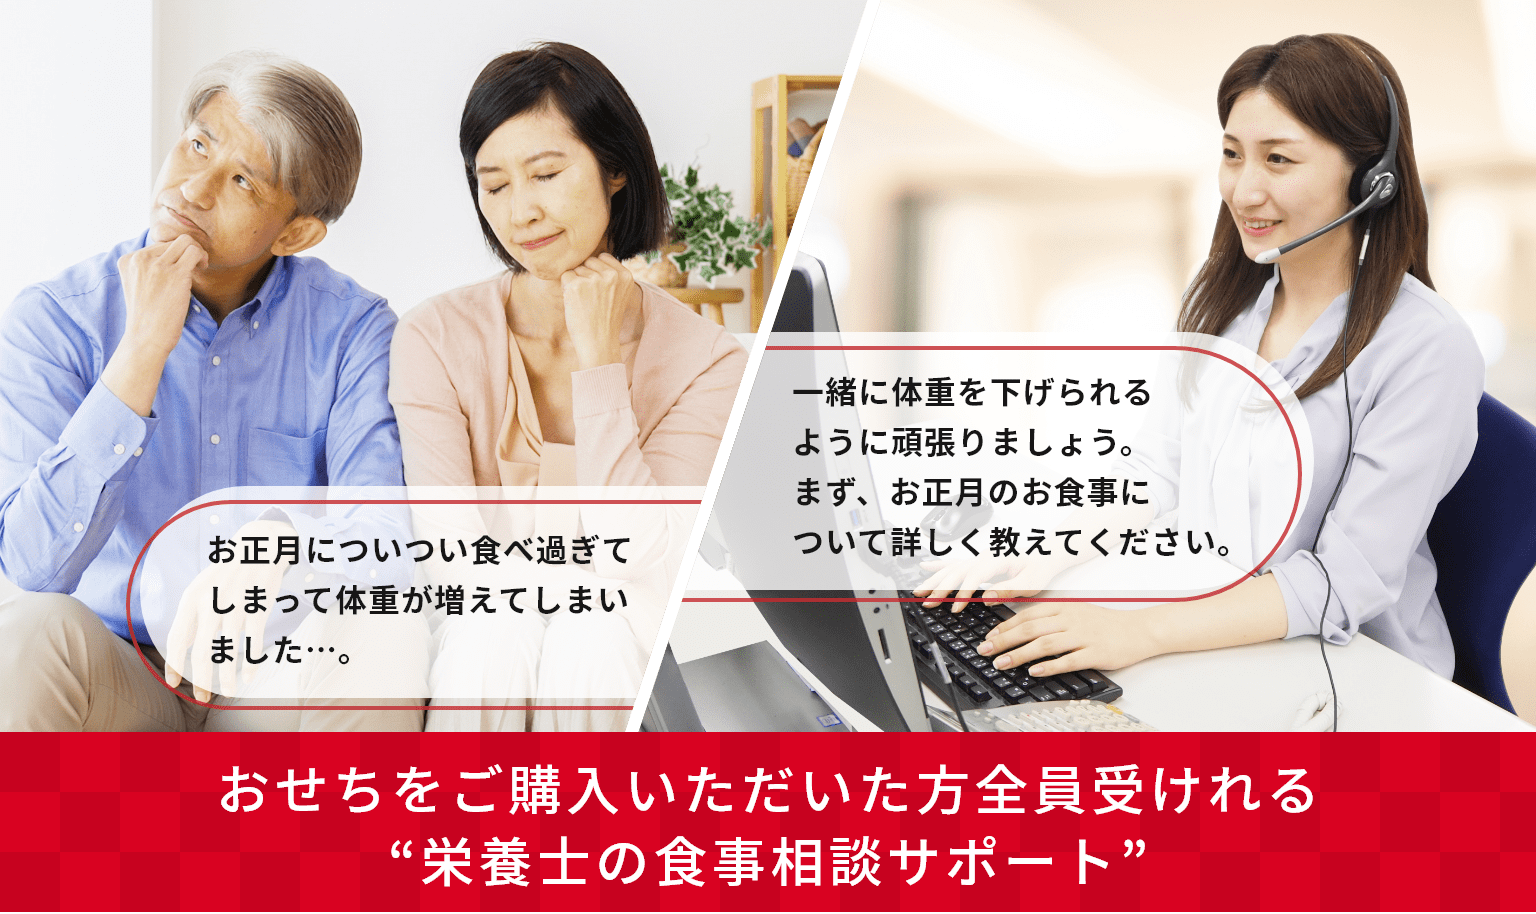 お正月についつい食べ過ぎて
しまって体重が増えてしまい
ました…。
一緒に体重を下げられる
ように頑張りましょう。
まず、お正月のお食事に
ついて詳しく教えてください。
おせちをご購入いただいた方全員受けれる
“栄養士の食事相談サポート”